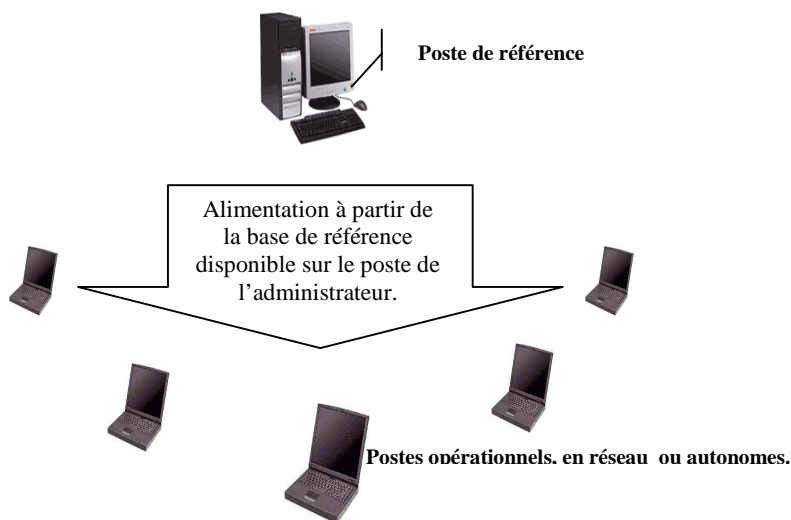 Poste de référence
Alimentation à partir de
la base de référence
disponible sur le poste de
l’administrateur.
Postes opérationnels, en réseau ou autonomes.